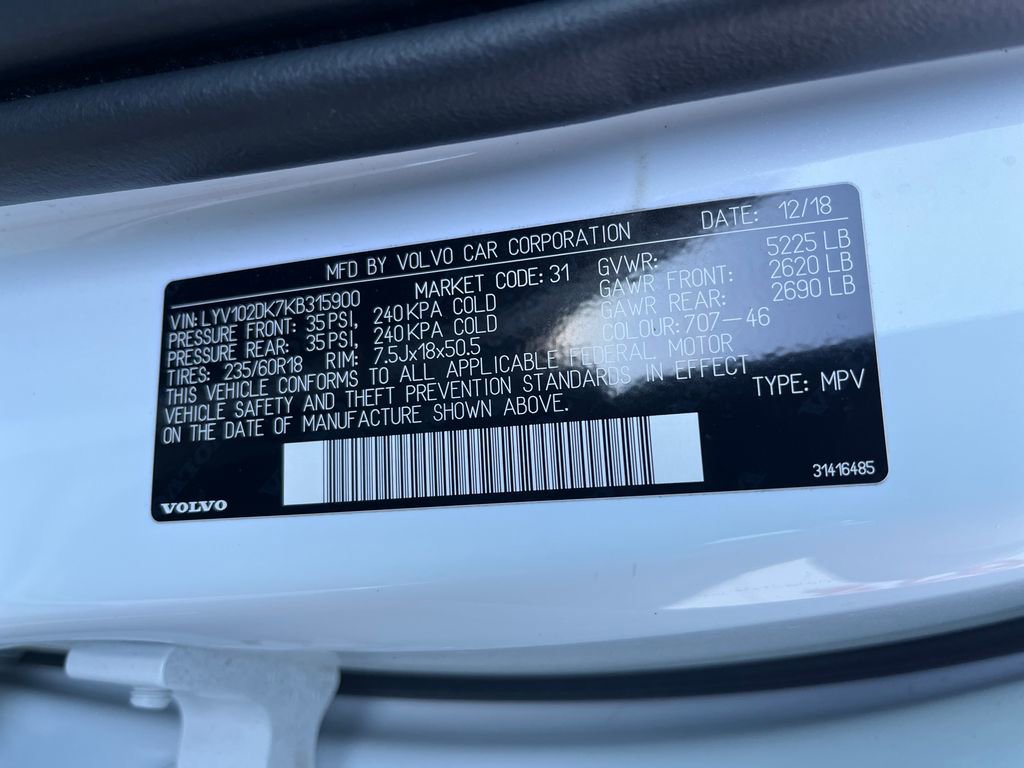 MFD BY VOLVO CAR CORPORATION DATE: 12/18
VIN: LYV102DK7KB315900 MARKET CODE: 31 GVWR: 5225 LB
PRESSURE FRONT: 35 PSI, 240 KPA COLD GAWR FRONT: 2620 LB
PRESSURE REAR: 35 PSI, 240 KPA COLD GAWR REAR: 2690 LB
TIRES: 235/60R18 RIM: 7.5Jx18x50.5 COLOUR: 707-46
THIS VEHICLE CONFORMS TO ALL APPLICABLE FEDERAL MOTOR
VEHICLE SAFETY AND THEFT PREVENTION STANDARDS IN EFFECT
ON THE DATE OF MANUFACTURE SHOWN ABOVE. TYPE: MPV
VOLVO 31416485